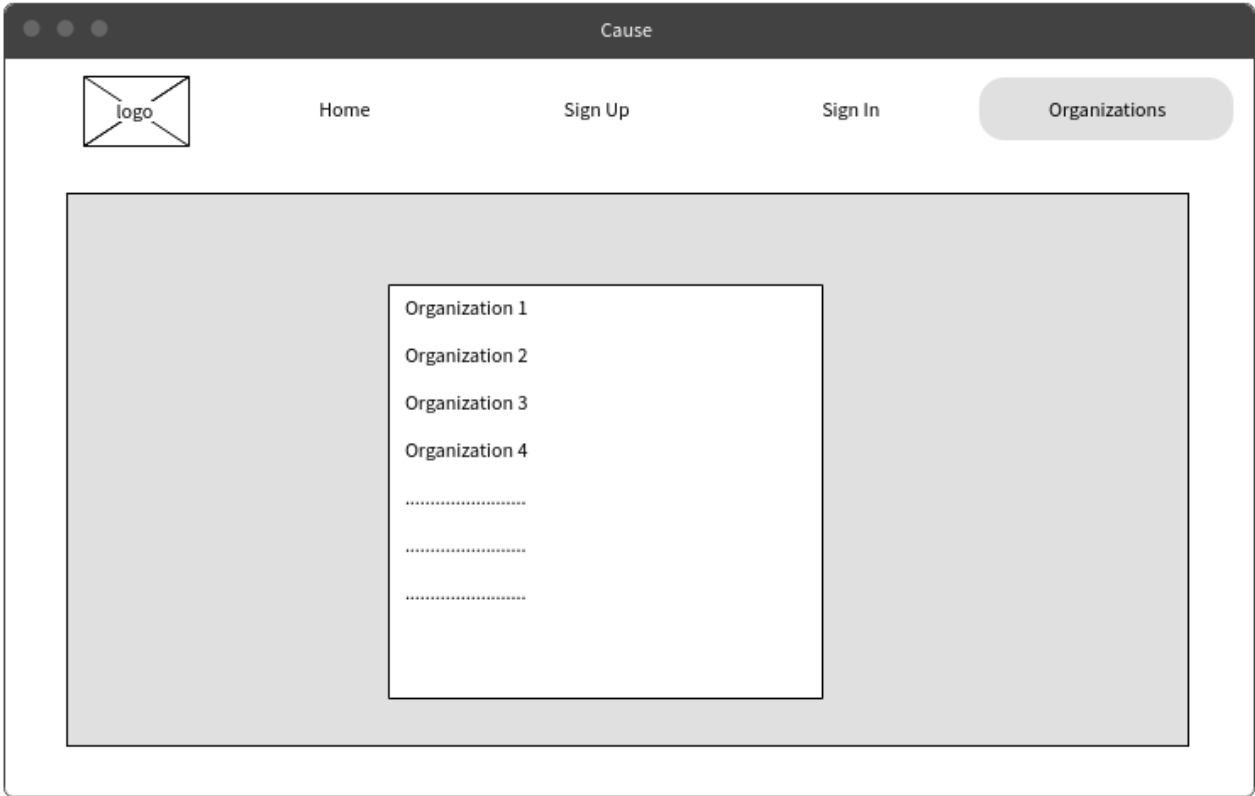 Cause
logo
Home
Sign Up
Sign In
Organizations
Organization 1
Organization 2
Organization 3
Organization 4
........................
........................
........................